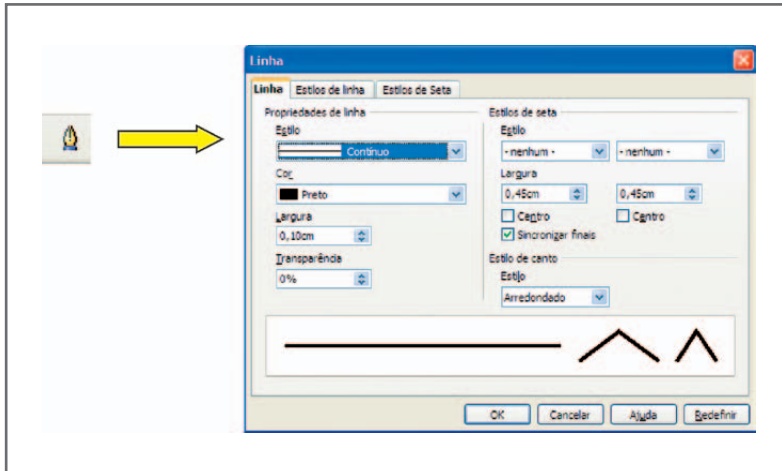 Linha
Linha Estilos de linha Estilos de Seta
Propriedades de linha
Estilo
Contínuo
Cor
Preto
Largura
0,10cm
Transparência
0%
Estilos de seta
Estilo
- nenhum - - nenhum -
Largura
0,45cm 0,45cm
Centro Centro
Sincronizar finais
Estilo de canto
Estilo
Arredondado
OK Cancelar Ajuda Redefinir